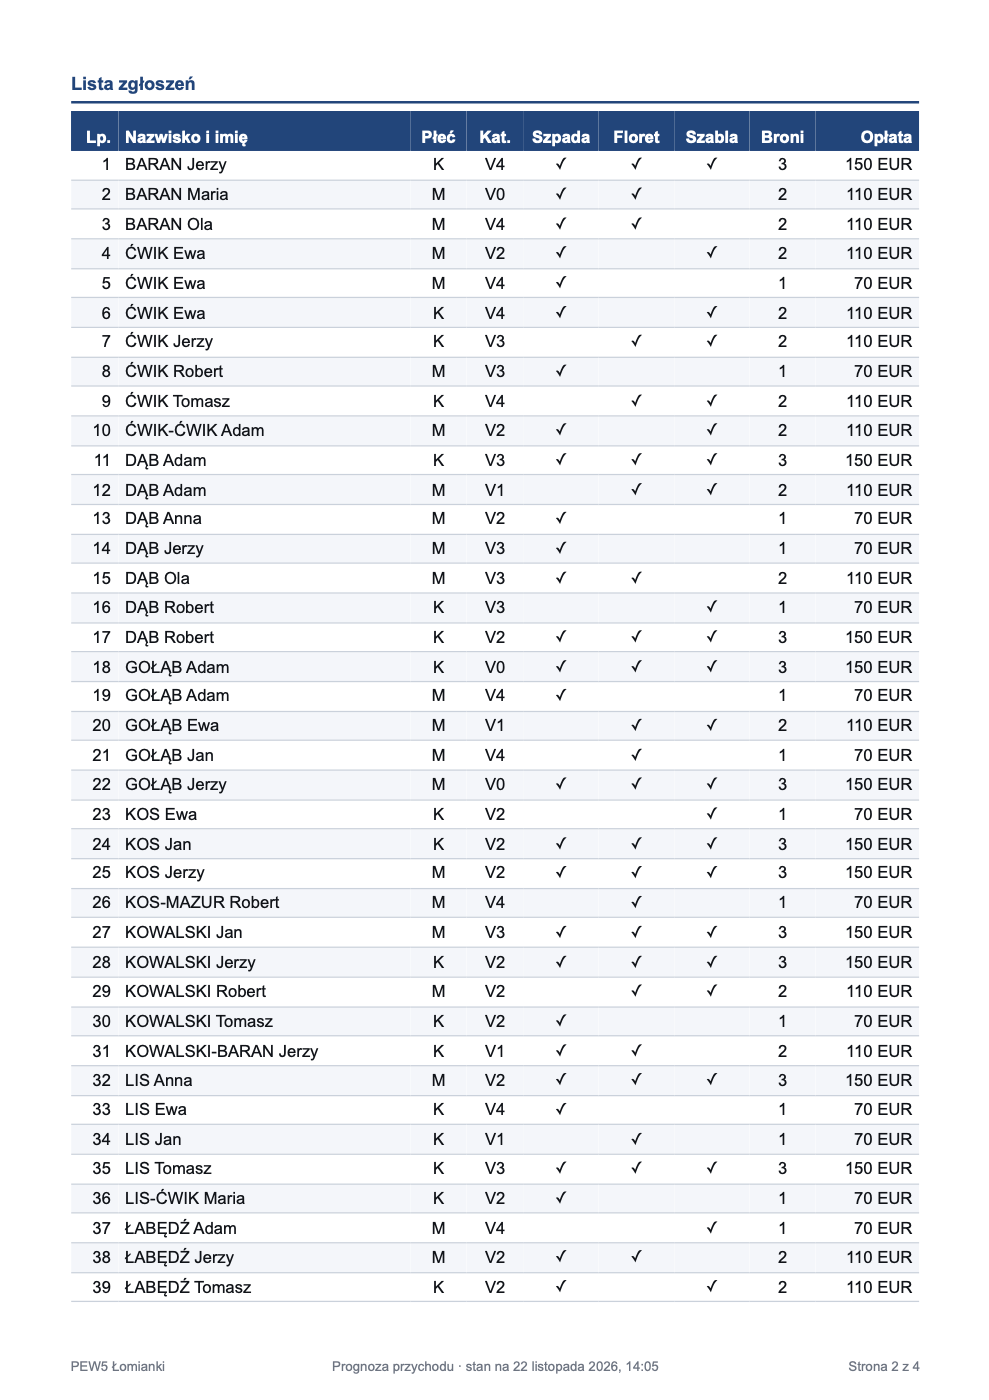 Lista zgłoszeń
Lp. Nazwisko i imię Płeć Kat. Szpada Floret Szabla Broni Opłata
1 BARAN Jerzy K V4 ✓ ✓ ✓ 3 150 EUR
2 BARAN Maria M V0 ✓ ✓ 2 110 EUR
3 BARAN Ola M V4 ✓ ✓ 2 110 EUR
4 ĆWIK Ewa M V2 ✓ ✓ 2 110 EUR
5 ĆWIK Ewa M V4 ✓ 1 70 EUR
6 ĆWIK Ewa K V4 ✓ ✓ 2 110 EUR
7 ĆWIK Jerzy K V3 ✓ ✓ 2 110 EUR
8 ĆWIK Robert M V3 ✓ 1 70 EUR
9 ĆWIK Tomasz K V4 ✓ ✓ 2 110 EUR
10 ĆWIK-ĆWIK Adam M V2 ✓ ✓ 2 110 EUR
11 DĄB Adam K V3 ✓ ✓ ✓ 3 150 EUR
12 DĄB Adam M V1 ✓ ✓ 2 110 EUR
13 DĄB Anna M V2 ✓ 1 70 EUR
14 DĄB Jerzy M V3 ✓ 1 70 EUR
15 DĄB Ola M V3 ✓ ✓ 2 110 EUR
16 DĄB Robert K V3 ✓ 1 70 EUR
17 DĄB Robert K V2 ✓ ✓ ✓ 3 150 EUR
18 GOŁĄB Adam K V0 ✓ ✓ ✓ 3 150 EUR
19 GOŁĄB Adam M V4 ✓ 1 70 EUR
20 GOŁĄB Ewa M V1 ✓ ✓ 2 110 EUR
21 GOŁĄB Jan M V4 ✓ 1 70 EUR
22 GOŁĄB Jerzy M V0 ✓ ✓ ✓ 3 150 EUR
23 KOS Ewa K V2 ✓ 1 70 EUR
24 KOS Jan K V2 ✓ ✓ ✓ 3 150 EUR
25 KOS Jerzy M V2 ✓ ✓ ✓ 3 150 EUR
26 KOS-MAZUR Robert M V4 ✓ 1 70 EUR
27 KOWALSKI Jan M V3 ✓ ✓ ✓ 3 150 EUR
28 KOWALSKI Jerzy K V2 ✓ ✓ ✓ 3 150 EUR
29 KOWALSKI Robert M V2 ✓ ✓ 2 110 EUR
30 KOWALSKI Tomasz K V2 ✓ 1 70 EUR
31 KOWALSKI-BARAN Jerzy K V1 ✓ ✓ 2 110 EUR
32 LIS Anna M V2 ✓ ✓ ✓ 3 150 EUR
33 LIS Ewa K V4 ✓ 1 70 EUR
34 LIS Jan K V1 ✓ 1 70 EUR
35 LIS Tomasz K V3 ✓ ✓ ✓ 3 150 EUR
36 LIS-ĆWIK Maria K V2 ✓ 1 70 EUR
37 ŁABĘDŹ Adam M V4 ✓ 1 70 EUR
38 ŁABĘDŹ Jerzy M V2 ✓ ✓ 2 110 EUR
39 ŁABĘDŹ Tomasz K V2 ✓ ✓ 2 110 EUR
PEW5 Łomianki Prognoza przychodu · stan na 22 listopada 2026, 14:05 Strona 2 z 4